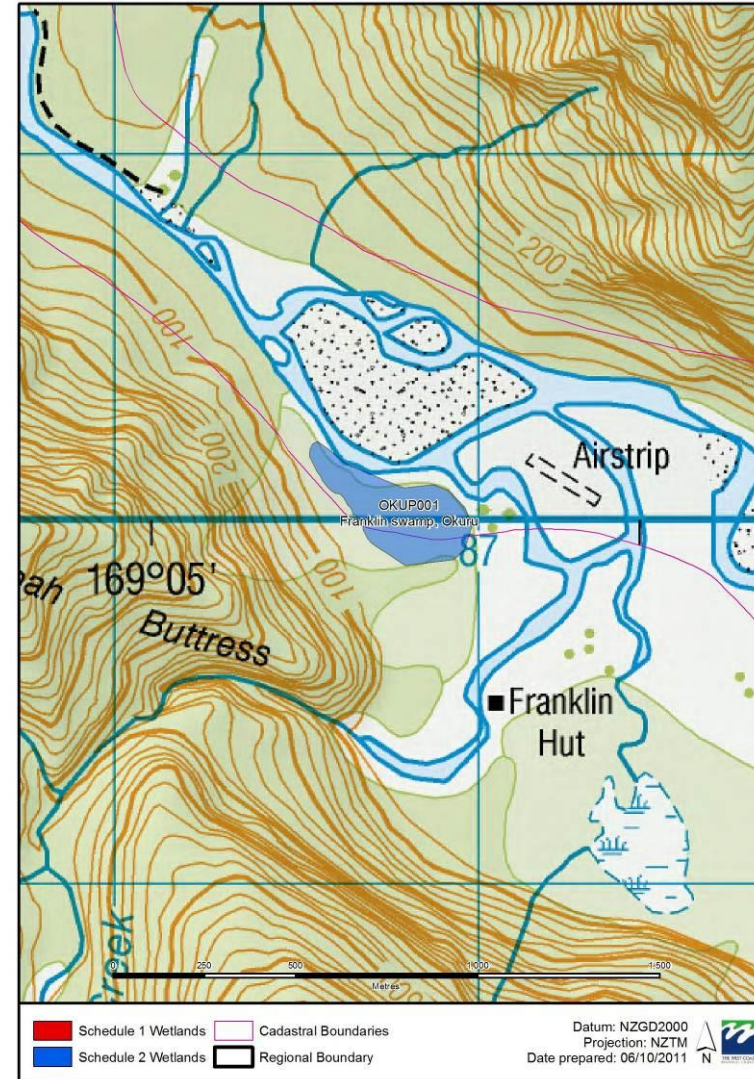 200
100
200
Airstrip
OKUP001
Franklin swamp, Okuru
87
169°05'
100
Buttress
Franklin
Hut
0 250 500 1,000 1,500
Metres
Schedule 1 Wetlands
Cadastral Boundaries
Schedule 2 Wetlands
Regional Boundary
Datum: NZGD2000
Projection: NZTM
Date prepared: 06/10/2011
N